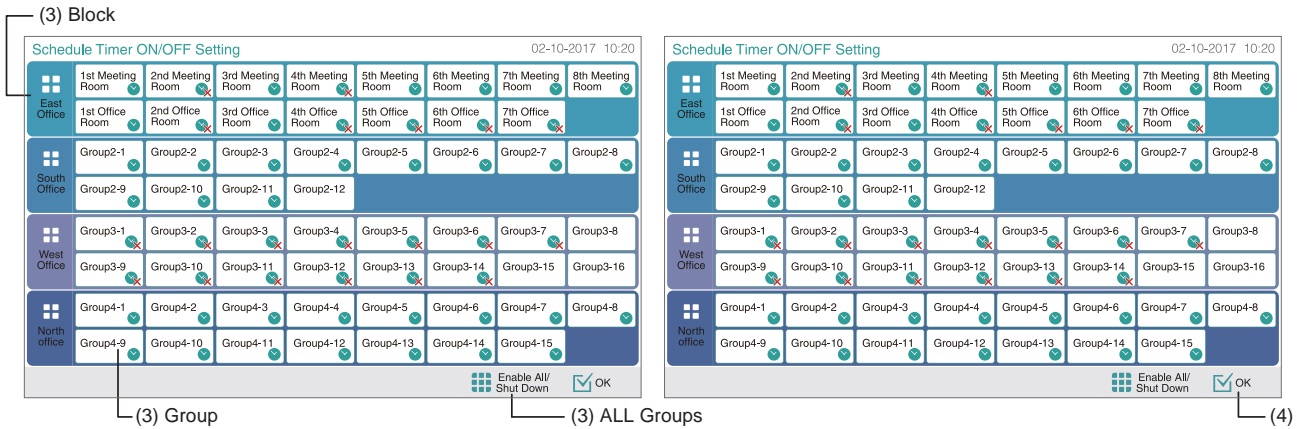 (3) Block
Schedule Timer ON/OFF Setting 02-10-2017 10:20
East
Office
1st Meeting
Room
2nd Meeting
Room
3rd Meeting
Room
4th Meeting
Room
5th Meeting
Room
6th Meeting
Room
7th Meeting
Room
8th Meeting
Room
1st Office
Room
2nd Office
Room
3rd Office
Room
4th Office
Room
5th Office
Room
6th Office
Room
7th Office
Room
South
Office
Group2-1 Group2-2 Group2-3 Group2-4 Group2-5 Group2-6 Group2-7 Group2-8
Group2-9 Group2-10 Group2-11 Group2-12
West
Office
Group3-1 Group3-2 Group3-3 Group3-4 Group3-5 Group3-6 Group3-7 Group3-8
Group3-9 Group3-10 Group3-11 Group3-12 Group3-13 Group3-14 Group3-15 Group3-16
North
office
Group4-1 Group4-2 Group4-3 Group4-4 Group4-5 Group4-6 Group4-7 Group4-8
Group4-9 Group4-10 Group4-11 Group4-12 Group4-13 Group4-14 Group4-15
Enable All/
Shut Down
OK
(3) Group
(3) ALL Groups
Schedule Timer ON/OFF Setting 02-10-2017 10:20
East
Office
1st Meeting
Room
2nd Meeting
Room
3rd Meeting
Room
4th Meeting
Room
5th Meeting
Room
6th Meeting
Room
7th Meeting
Room
8th Meeting
Room
1st Office
Room
2nd Office
Room
3rd Office
Room
4th Office
Room
5th Office
Room
6th Office
Room
7th Office
Room
South
Office
Group2-1 Group2-2 Group2-3 Group2-4 Group2-5 Group2-6 Group2-7 Group2-8
Group2-9 Group2-10 Group2-11 Group2-12
West
Office
Group3-1 Group3-2 Group3-3 Group3-4 Group3-5 Group3-6 Group3-7 Group3-8
Group3-9 Group3-10 Group3-11 Group3-12 Group3-13 Group3-14 Group3-15 Group3-16
North
office
Group4-1 Group4-2 Group4-3 Group4-4 Group4-5 Group4-6 Group4-7 Group4-8
Group4-9 Group4-10 Group4-11 Group4-12 Group4-13 Group4-14 Group4-15
Enable All/
Shut Down
OK
(4)